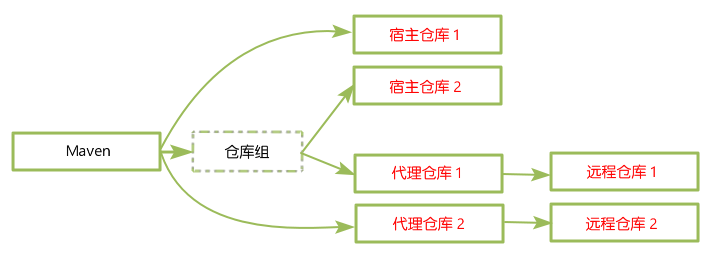 宿主仓库 1
宿主仓库 2
Maven
仓库组
代理仓库 1
远程仓库 1
代理仓库 2
远程仓库 2